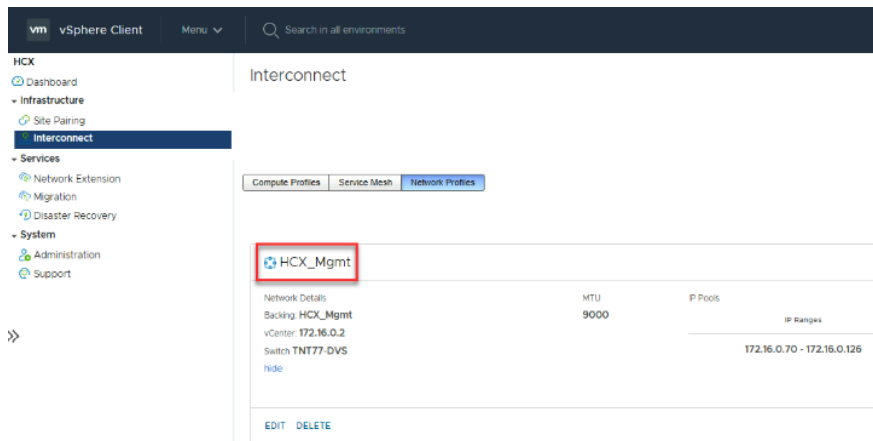 vm vSphere Client Menu Search in all environments
HCX
Dashboard
Infrastructure
Site Pairing
Interconnect
Services
Network Extension
Migration
Disaster Recovery
System
Administration
Support
Interconnect
Compute Profiles Service Mesh Network Profiles
HCX_Mgmt
Network Details MTU IP Pools
Backing: HCX_Mgmt 9000 IP Ranges
vCenter: 172.16.0.2
Switch TNT77-DVS 172.16.0.70 - 172.16.0.126
hide
EDIT DELETE